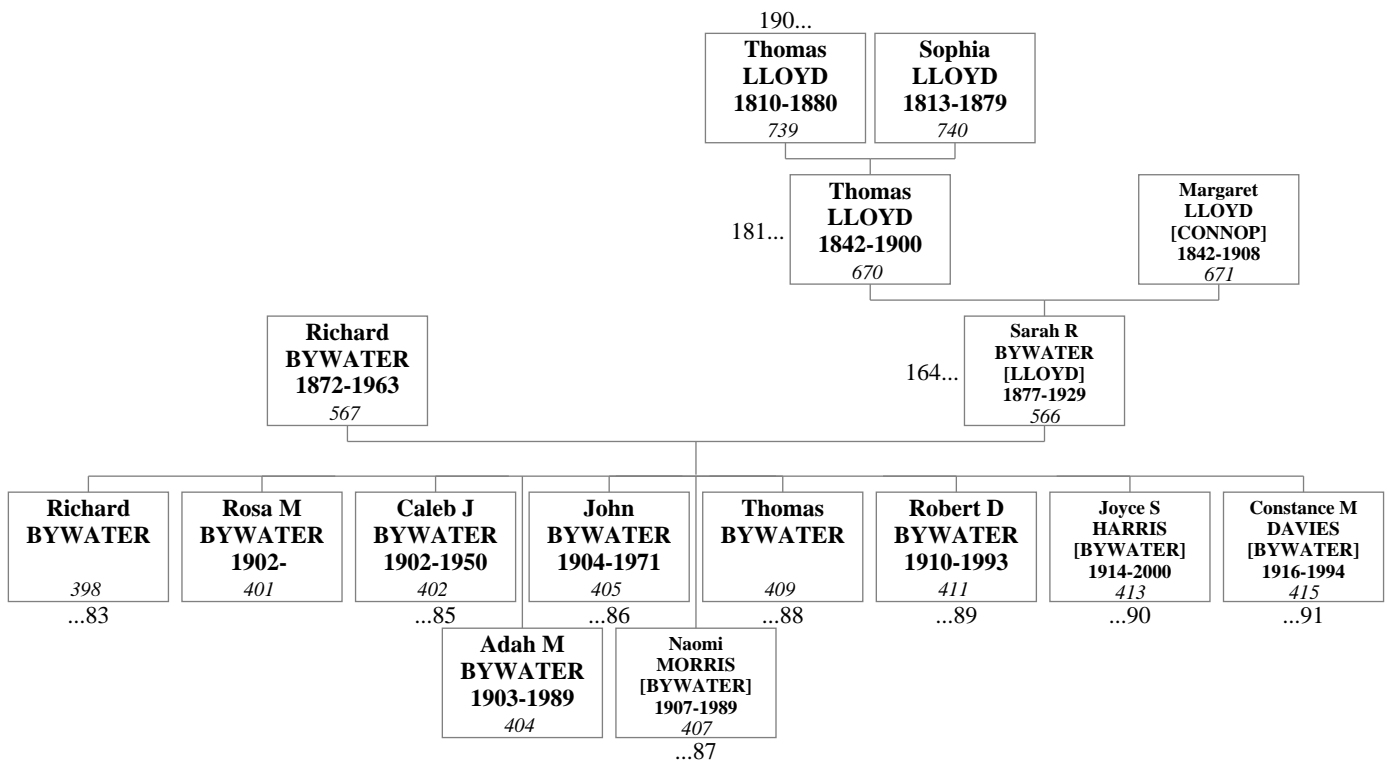 190...
Thomas
LLOYD
1810-1880
739
Sophia
LLOYD
1813-1879
740
181...
Thomas
LLOYD
1842-1900
670
Margaret
LLOYD
[CONNOP]
1842-1908
671
Richard
BYWATER
1872-1963
567
164...
Sarah R
BYWATER
[LLOYD]
1877-1929
566
Richard
BYWATER
398
...83
Rosa M
BYWATER
1902-
401
Caleb J
BYWATER
1902-1950
402
...85
John
BYWATER
1904-1971
405
...86
Thomas
BYWATER
409
...88
Robert D
BYWATER
1910-1993
411
...89
Joyce S
HARRIS
[BYWATER]
1914-2000
413
...90
Constance M
DAVIES
[BYWATER]
1916-1994
415
...91
Adah M
BYWATER
1903-1989
404
Naomi
MORRIS
[BYWATER]
1907-1989
407
...87